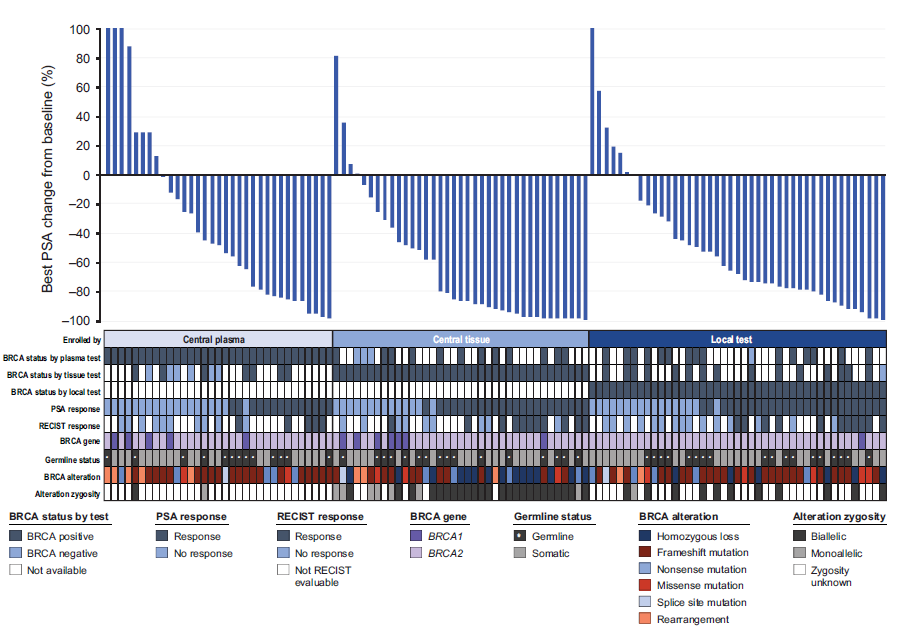 Best PSA change from baseline (%)
100
80
60
40
20
0
−20
−40
−60
−80
−100
Enrolled by
Central plasma
Central tissue
Local test
BRCA status by plasma test
BRCA status by tissue test
BRCA status by local test
PSA response
RECIST response
BRCA gene
Germline status
BRCA alteration
Alteration zygosity
BRCA status by test
BRCA positive
BRCA negative
Not available
PSA response
Response
No response
RECIST response
Response
No response
Not RECIST
evaluable
BRCA gene
BRCA1
BRCA2
Germline status
Germline
Somatic
BRCA alteration
Homozygous loss
Frameshift mutation
Nonsense mutation
Missense mutation
Splice site mutation
Rearrangement
Alteration zygosity
Biallelic
Monoallelic
Zygosity
unknown